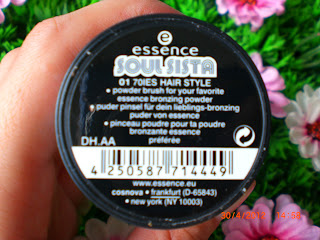 essence
SOUL SISTA
01 70IES HAIR STYLE
• powder brush for your favorite
essence bronzing powder
• puder pinsel für dein lieblings-bronzing
puder von essence
• pinceau poudre pour ta poudre
bronzante essence
préférée
DH.AA
4 250587 714449
www.essence.eu
cosnova • frankfurt (D-65843)
• new york (NY 10003)